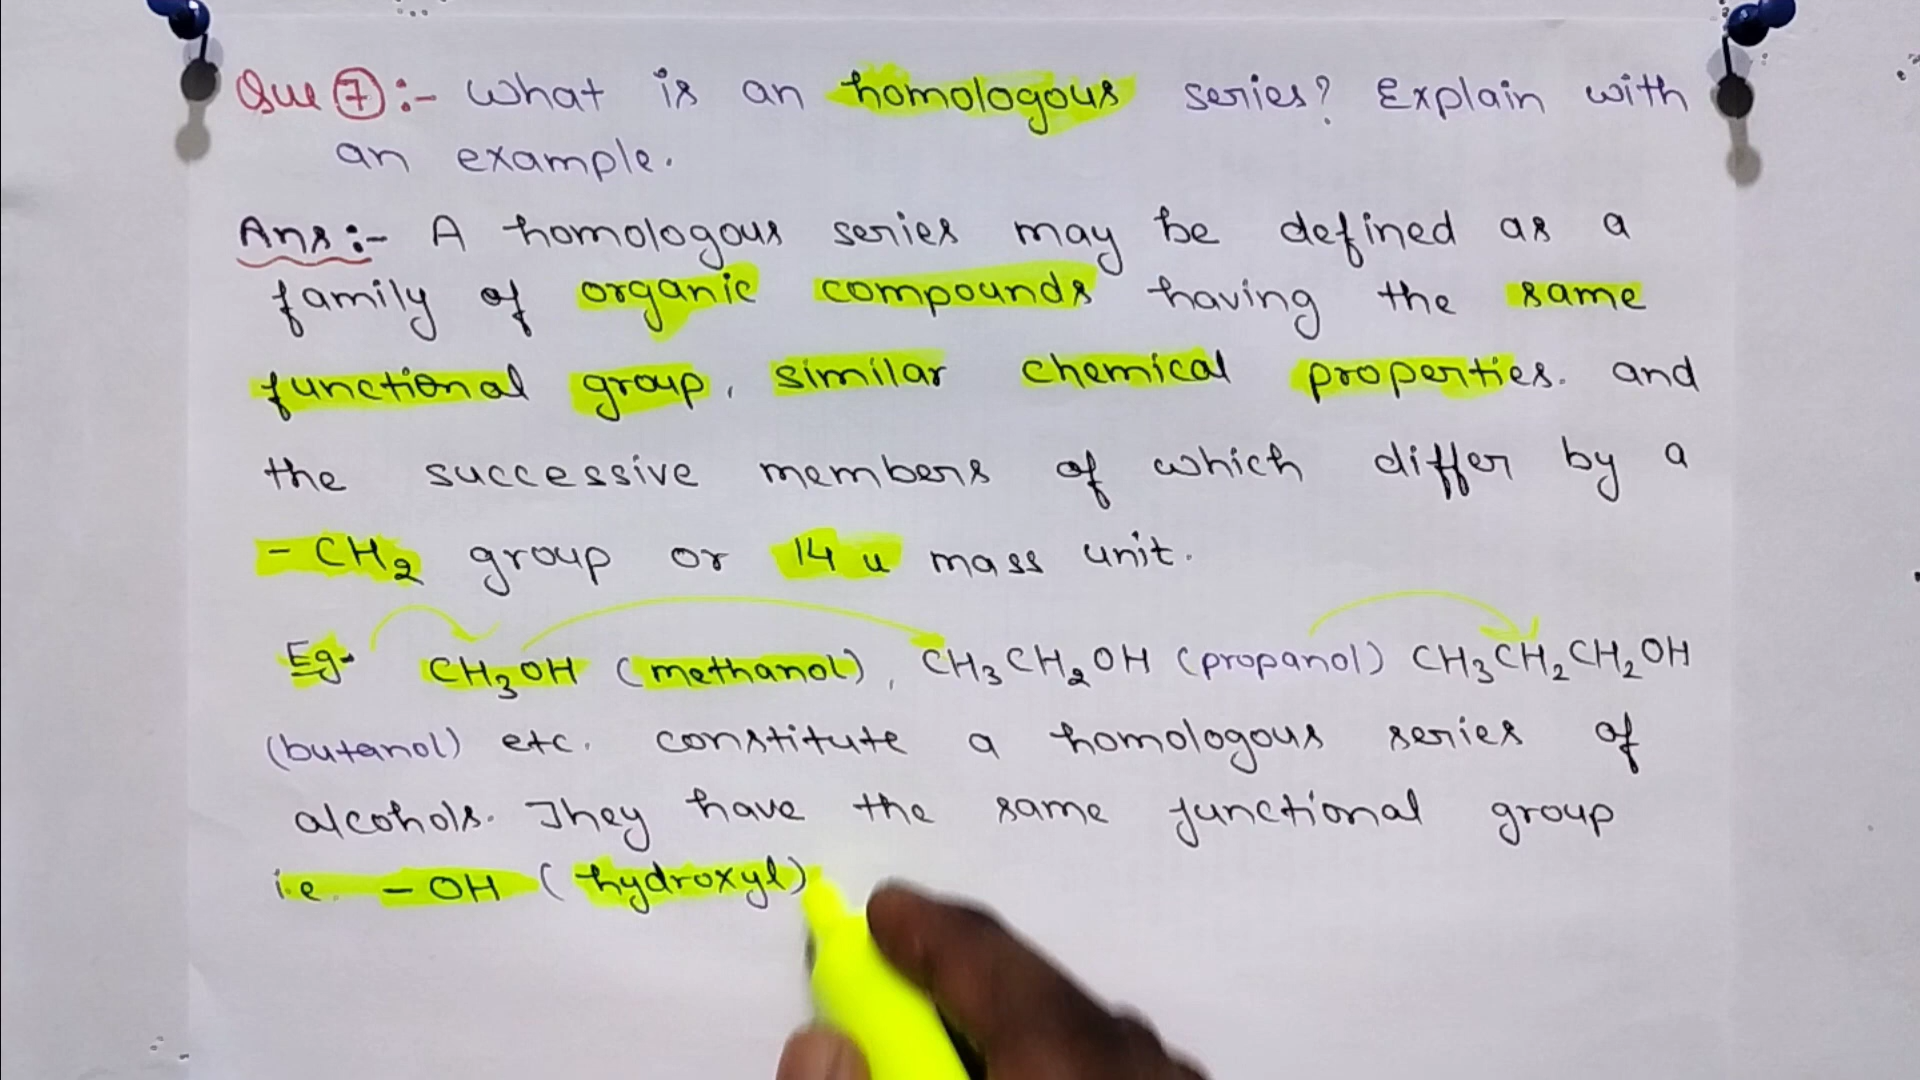 Que 7:- What is an homologous series? Explain with
an example.
Ans:- A homologous series may be defined as a
family of organic compounds having the same
functional group, similar chemical properties. and
the successive members of which differ by a
- CH₂ group or 14 u mass unit.
Eg- CH₃OH (methanol), CH₃CH₂OH (propanol) CH₃CH₂CH₂OH
(butanol) etc. constitute a homologous series of
alcohols. They have the same functional group
i.e. - OH (hydroxyl)